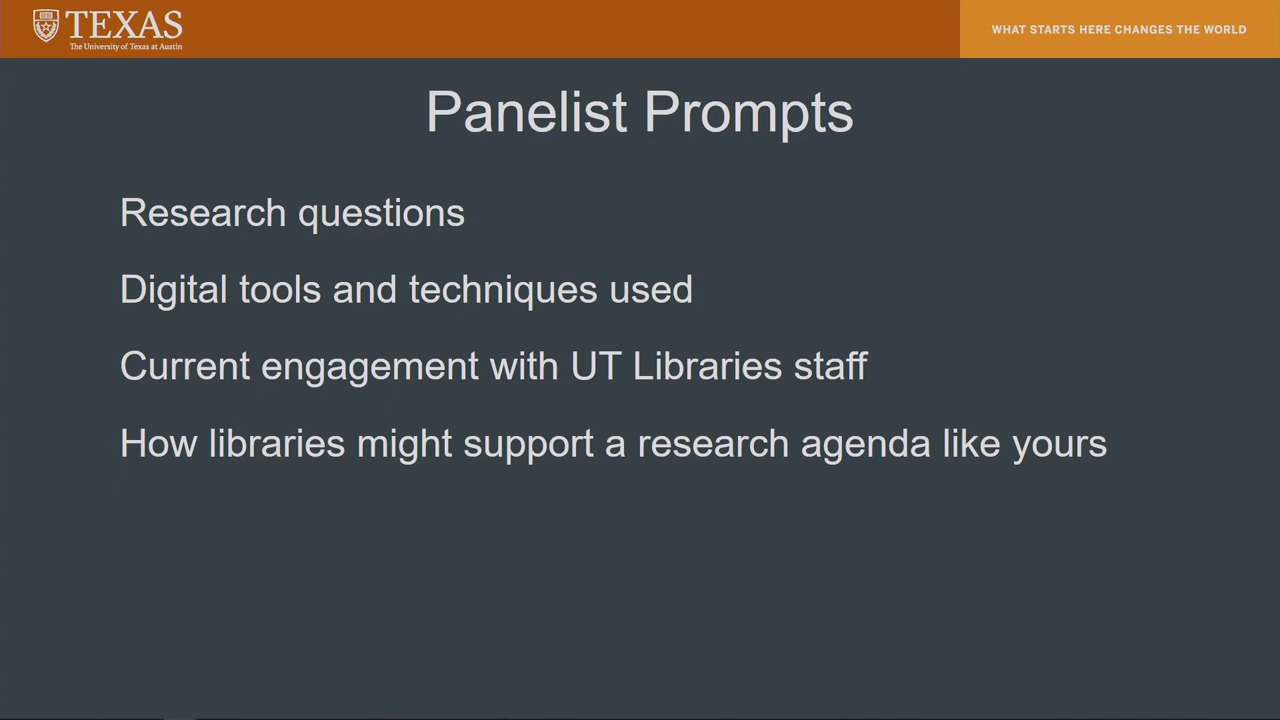 TEXAS
The University of Texas at Austin
WHAT STARTS HERE CHANGES THE WORLD
Panelist Prompts
Research questions
Digital tools and techniques used
Current engagement with UT Libraries staff
How libraries might support a research agenda like yours